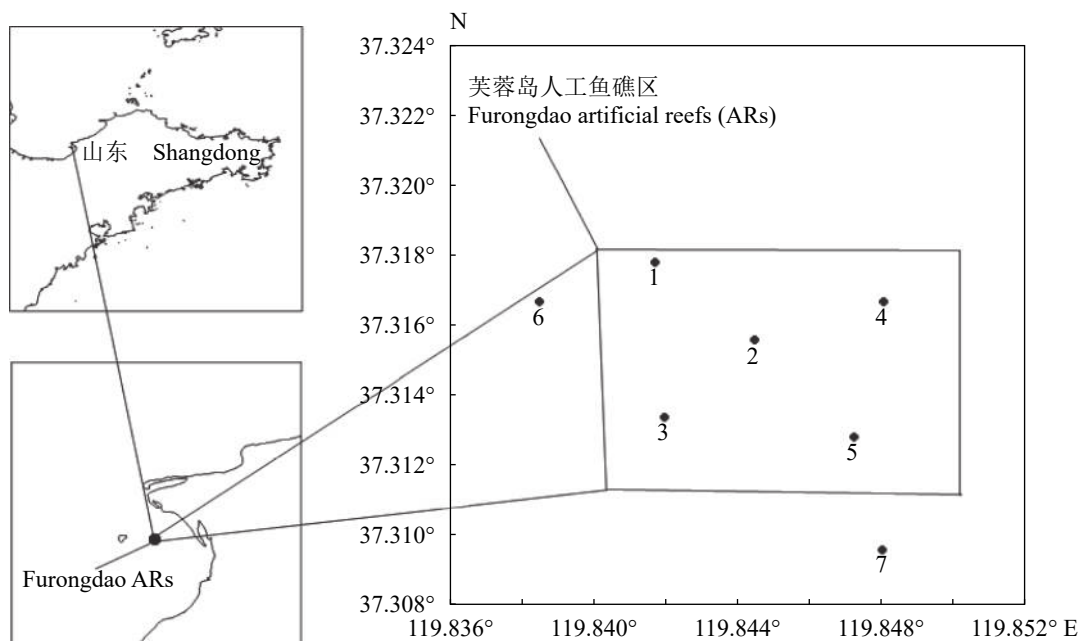 山东 Shangdong
Furongdao ARs
N
芙蓉岛人工鱼礁区
Furongdao artificial reefs (ARs)
37.324°
37.322°
37.320°
37.318°
37.316°
37.314°
37.312°
37.310°
37.308°
1
6
4
2
3
5
7
119.836° 119.840° 119.844° 119.848° 119.852° E